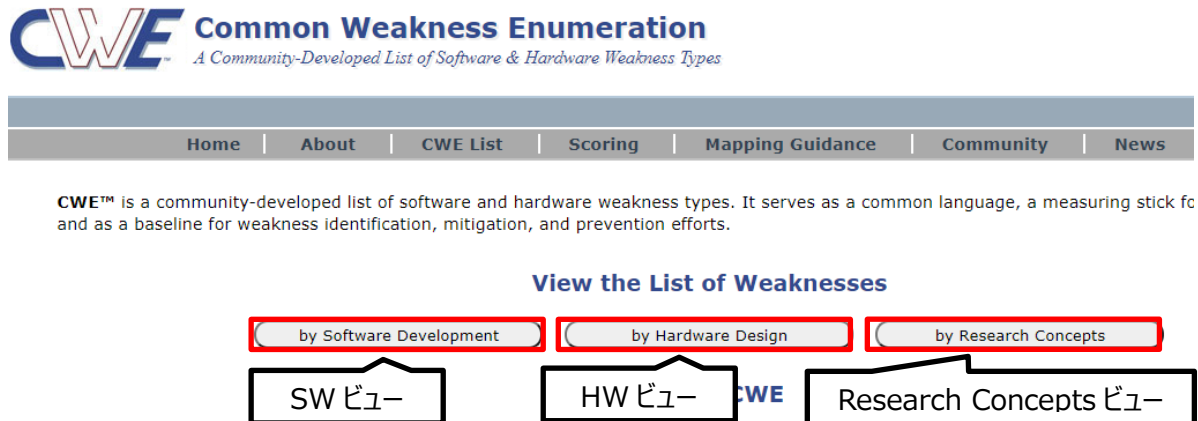 CWE™ Common Weakness Enumeration
A Community-Developed List of Software & Hardware Weakness Types
Home About CWE List Scoring Mapping Guidance Community News
CWE™ is a community-developed list of software and hardware weakness types. It serves as a common language, a measuring stick fo
and as a baseline for weakness identification, mitigation, and prevention efforts.
View the List of Weaknesses
by Software Development by Hardware Design by Research Concepts
SW ビュー HW ビュー CWE Research Concepts ビュー